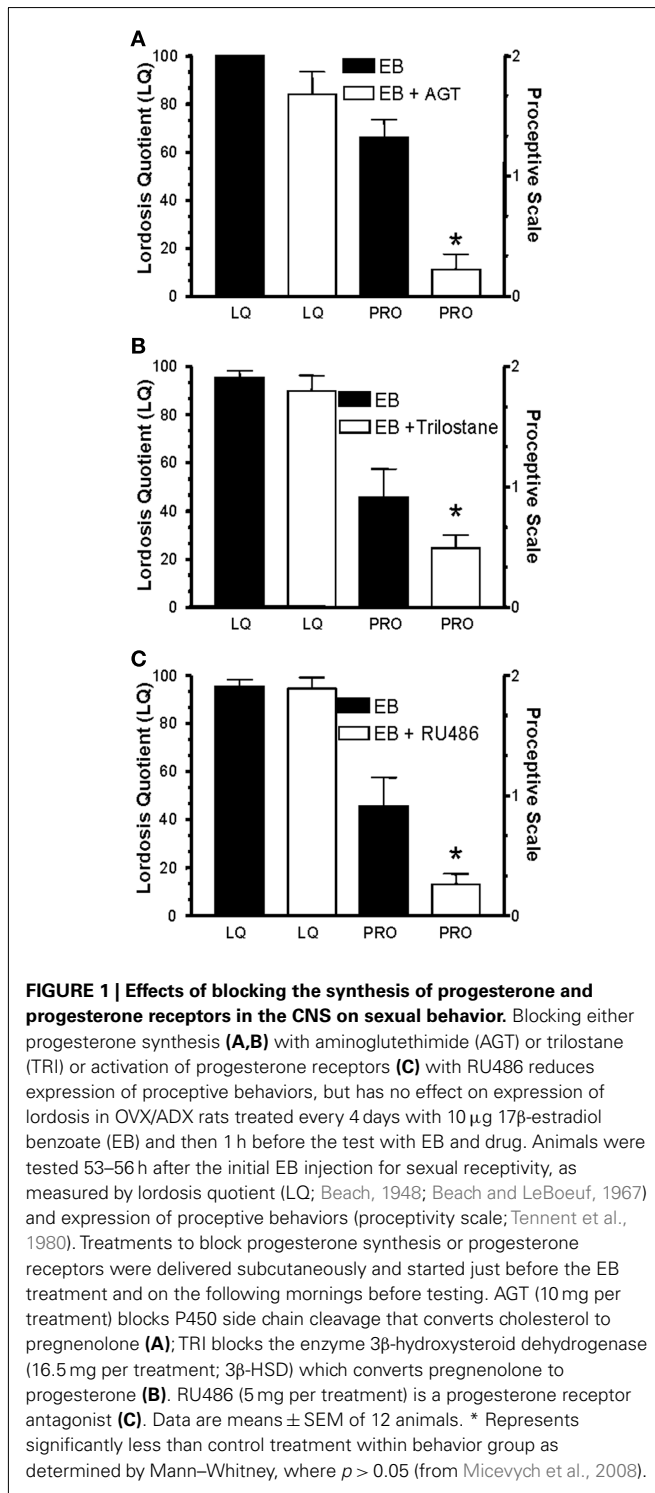 A
Lordosis Quotient (LQ)
100
80
60
40
20
0
EB
EB + AGT
*
2
1
0
Proceptive Scale
LQ LQ PRO PRO
B
Lordosis Quotient (LQ)
100
80
60
40
20
0
EB
EB +Trilostane
*
2
1
0
Proceptive Scale
LQ LQ PRO PRO
C
Lordosis Quotient (LQ)
100
80
60
40
20
0
EB
EB + RU486
*
2
1
0
Proceptive Scale
LQ LQ PRO PRO
FIGURE 1 | Effects of blocking the synthesis of progesterone and
progesterone receptors in the CNS on sexual behavior. Blocking either
progesterone synthesis (A,B) with aminoglutethimide (AGT) or trilostane
(TRI) or activation of progesterone receptors (C) with RU486 reduces
expression of proceptive behaviors, but has no effect on expression of
lordosis in OVX/ADX rats treated every 4 days with 10 μg 17β-estradiol
benzoate (EB) and then 1 h before the test with EB and drug. Animals were
tested 53–56 h after the initial EB injection for sexual receptivity, as
measured by lordosis quotient (LQ; Beach, 1948; Beach and LeBoeuf, 1967)
and expression of proceptive behaviors (proceptivity scale; Tennent et al.,
1980). Treatments to block progesterone synthesis or progesterone
receptors were delivered subcutaneously and started just before the EB
treatment and on the following mornings before testing. AGT (10 mg per
treatment) blocks P450 side chain cleavage that converts cholesterol to
pregnenolone (A); TRI blocks the enzyme 3β-hydroxysteroid dehydrogenase
(16.5 mg per treatment; 3β-HSD) which converts pregnenolone to
progesterone (B). RU486 (5 mg per treatment) is a progesterone receptor
antagonist (C). Data are means ± SEM of 12 animals. * Represents
significantly less than control treatment within behavior group as
determined by Mann–Whitney, where p > 0.05 (from Micevych et al., 2008).